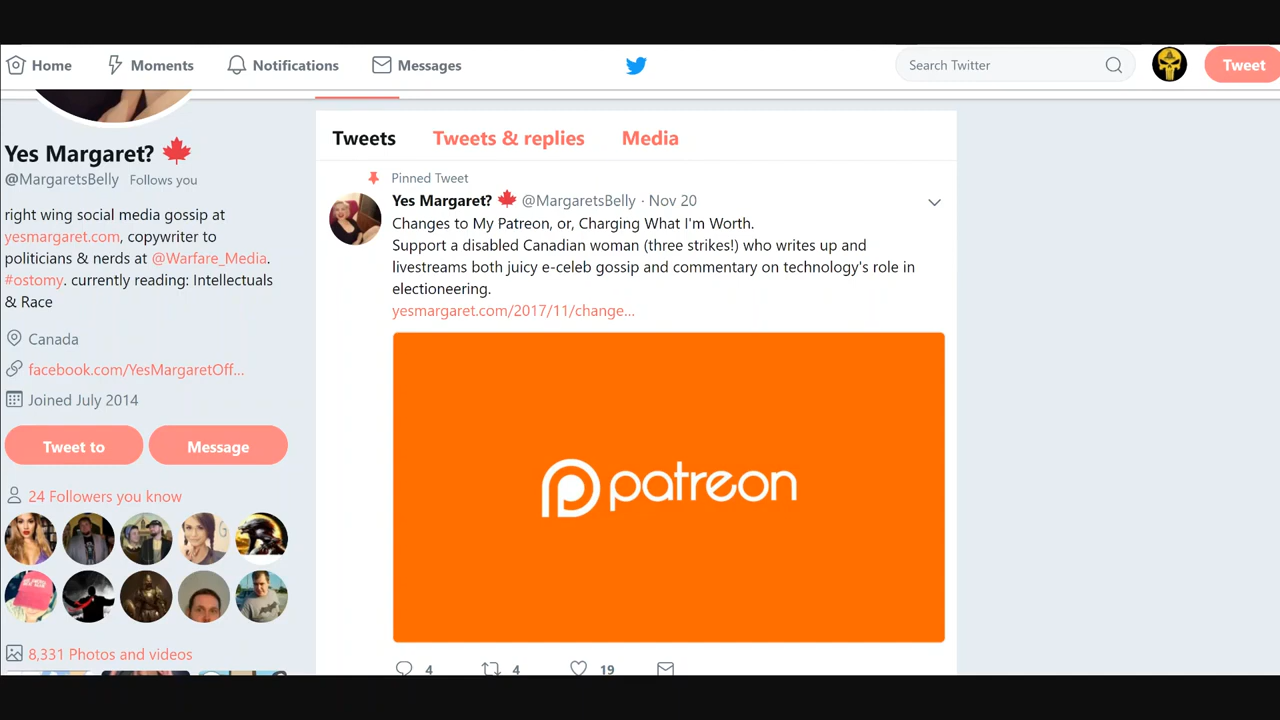 Home Moments Notifications Messages Search Twitter Tweet
Yes Margaret?
@MargaretsBelly Follows you
right wing social media gossip at
yesmargaret.com, copywriter to
politicians & nerds at @Warfare_Media.
#ostomy. currently reading: Intellectuals
& Race
Canada
facebook.com/YesMargaretOff...
Joined July 2014
Tweet to Message
24 Followers you know
8,331 Photos and videos
Tweets Tweets & replies Media
Pinned Tweet
Yes Margaret? @MargaretsBelly · Nov 20
Changes to My Patreon, or, Charging What I'm Worth.
Support a disabled Canadian woman (three strikes!) who writes up and
livestreams both juicy e-celeb gossip and commentary on technology's role in
electioneering.
yesmargaret.com/2017/11/change...
patreon
4 4 19